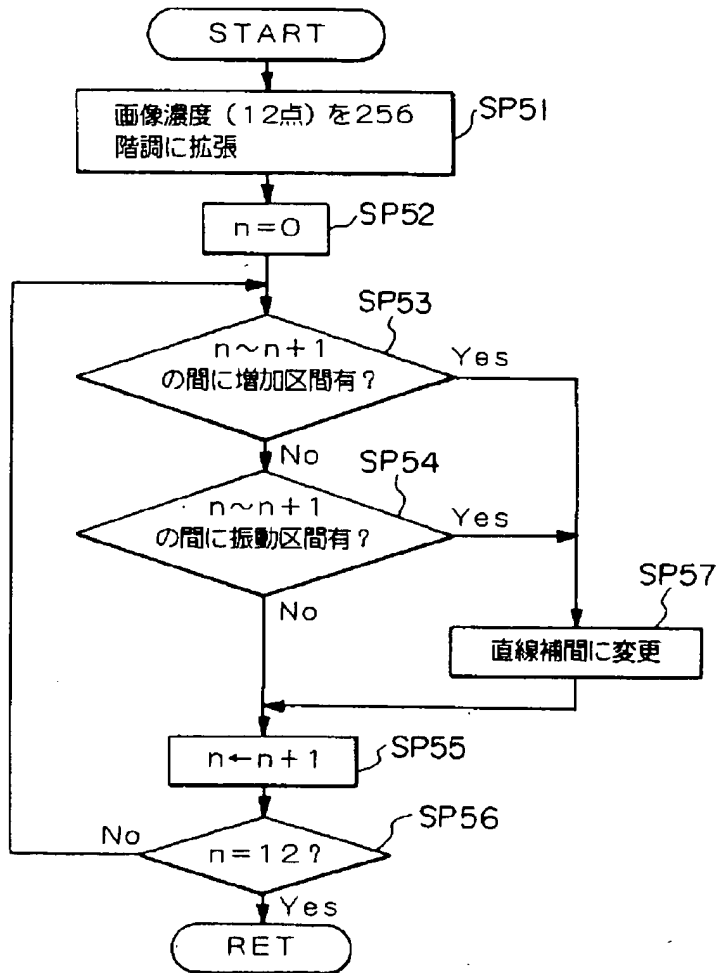 START
画像濃度(12点)を256
階調に拡張
SP51
n=0
SP52
SP53
n~n+1
の間に増加区間有?
Yes
No
SP54
n~n+1
の間に振動区間有?
Yes
No
SP57
直線補間に変更
n←n+1
SP55
SP56
No
n=12?
Yes
RET